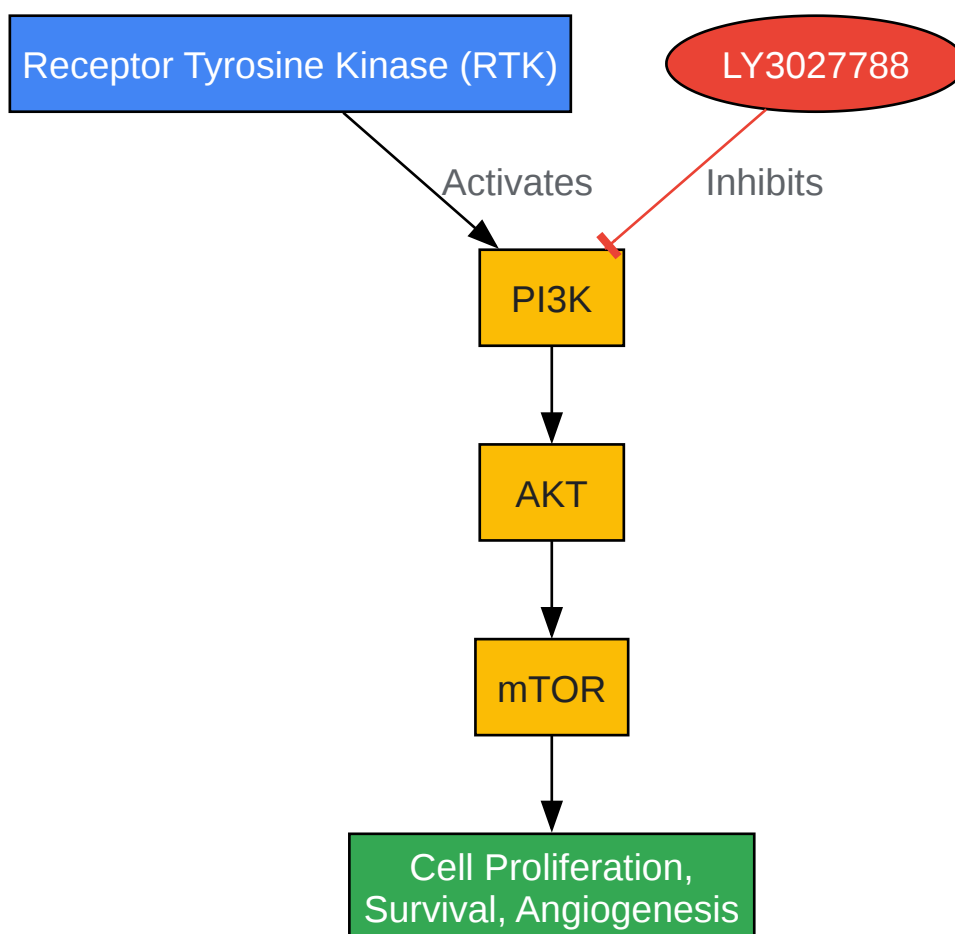 Receptor Tyrosine Kinase (RTK)
LY3027788
Activates
Inhibits
PI3K
AKT
mTOR
Cell Proliferation,
Survival, Angiogenesis